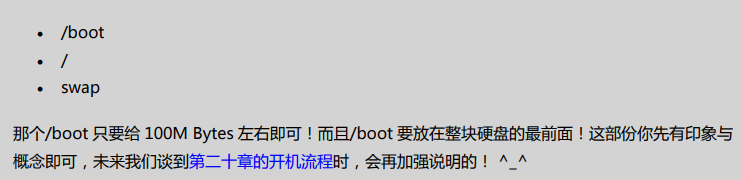 • /boot
• /
• swap
那个/boot 只要给 100M Bytes 左右即可！而且/boot 要放在整块硬盘的最前面！这部份你先有印象与
概念即可，未来我们谈到第二十章的开机流程时，会再加强说明的！ ^_^